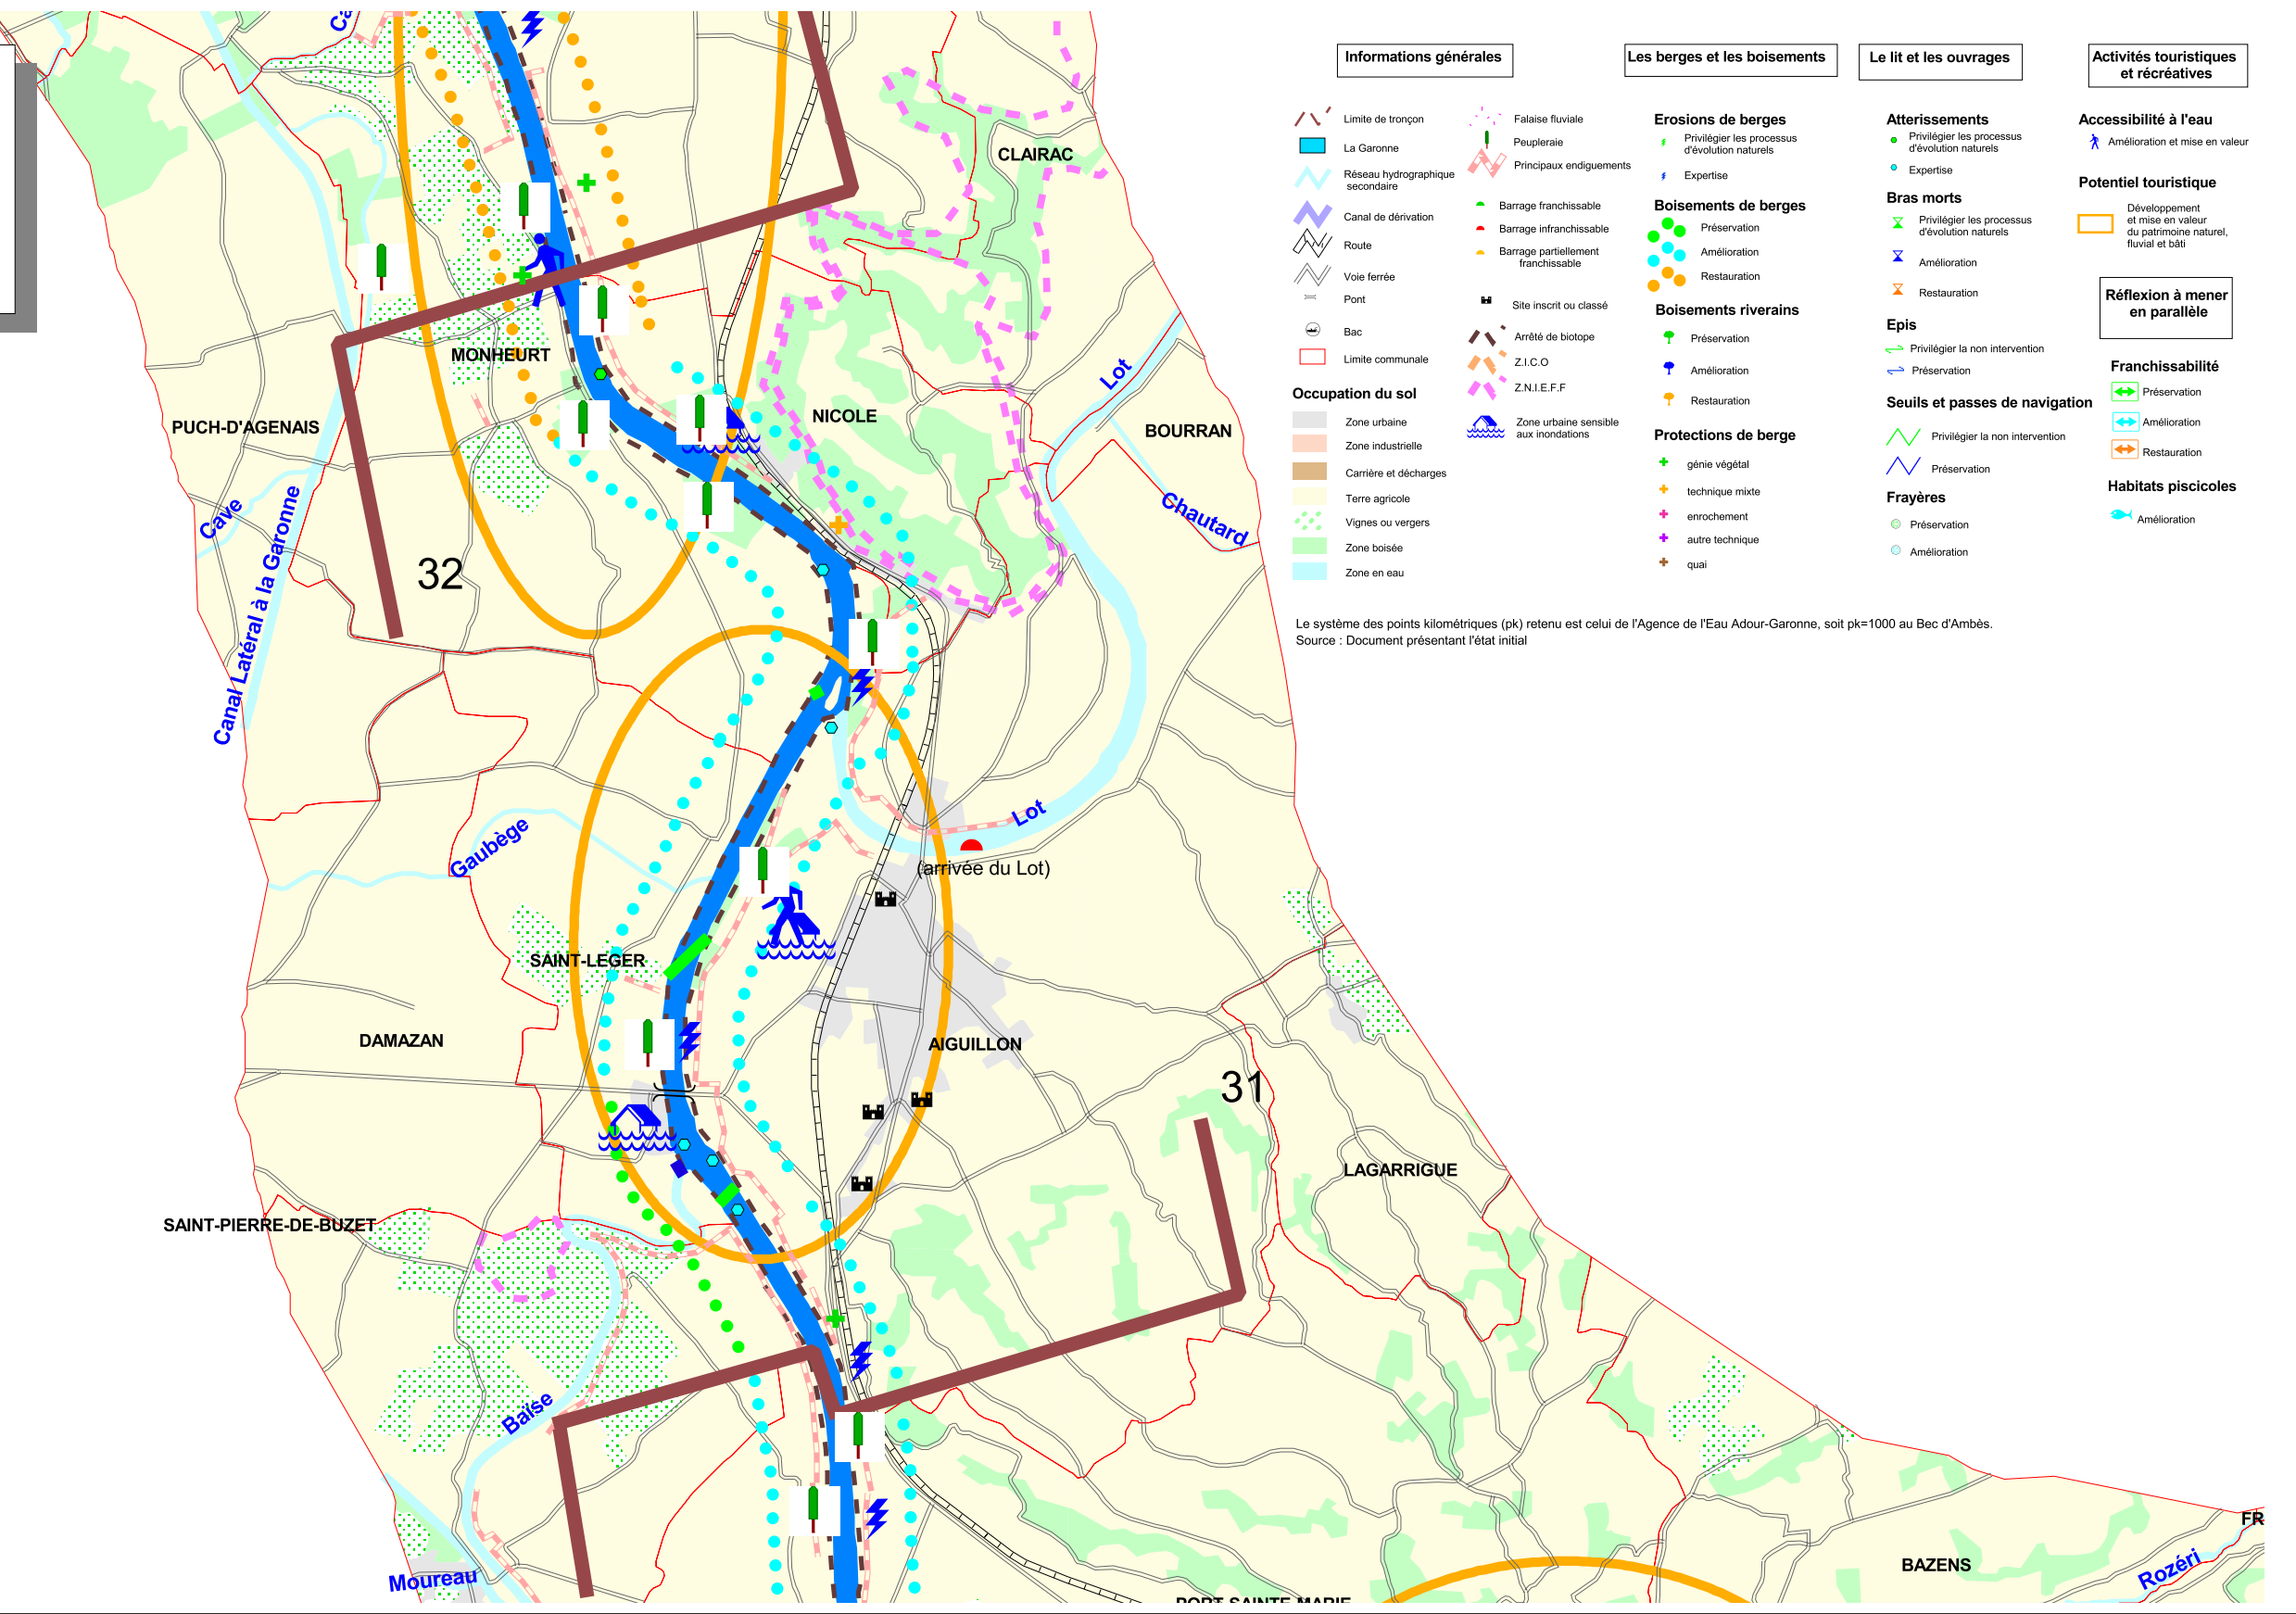 Ca
CLAIRAC
MONHEURT
PUCH-D'AGENAIS
NICOLE
BOURRAN
Lot
Chautard
Cave
Canal Latéral à la Garonne
32
Gaubège
Lot
(arrivée du Lot)
SAINT-LEGER
DAMAZAN
AIGUILLON
31
LAGARRIGUE
SAINT-PIERRE-DE-BUZET
Baïse
Moureau
PORT-SAINTE-MARIE
BAZENS
Rozéri
FR
Informations générales
Limite de tronçon
La Garonne
Réseau hydrographique
secondaire
Canal de dérivation
Route
Voie ferrée
Pont
Bac
Limite communale
Occupation du sol
Zone urbaine
Zone industrielle
Carrière et décharges
Terre agricole
Vignes ou vergers
Zone boisée
Zone en eau
Falaise fluviale
Peupleraie
Principaux endiguements
Barrage franchissable
Barrage infranchissable
Barrage partiellement
franchissable
Site inscrit ou classé
Arrêté de biotope
Z.I.C.O
Z.N.I.E.F.F
Zone urbaine sensible
aux inondations
Les berges et les boisements
Erosions de berges
Privilégier les processus
d'évolution naturels
Expertise
Boisements de berges
Préservation
Amélioration
Restauration
Boisements riverains
Préservation
Amélioration
Restauration
Protections de berge
génie végétal
technique mixte
enrochement
autre technique
quai
Le lit et les ouvrages
Atterissements
Privilégier les processus
d'évolution naturels
Expertise
Bras morts
Privilégier les processus
d'évolution naturels
Amélioration
Restauration
Epis
Privilégier la non intervention
Préservation
Seuils et passes de navigation
Privilégier la non intervention
Préservation
Frayères
Préservation
Amélioration
Activités touristiques
et récréatives
Accessibilité à l'eau
Amélioration et mise en valeur
Potentiel touristique
Développement
et mise en valeur
du patrimoine naturel,
fluvial et bâti
Réflexion à mener
en parallèle
Franchissabilité
Préservation
Amélioration
Restauration
Habitats piscicoles
Amélioration
Le système des points kilométriques (pk) retenu est celui de l'Agence de l'Eau Adour-Garonne, soit pk=1000 au Bec d'Ambès.
Source : Document présentant l'état initial